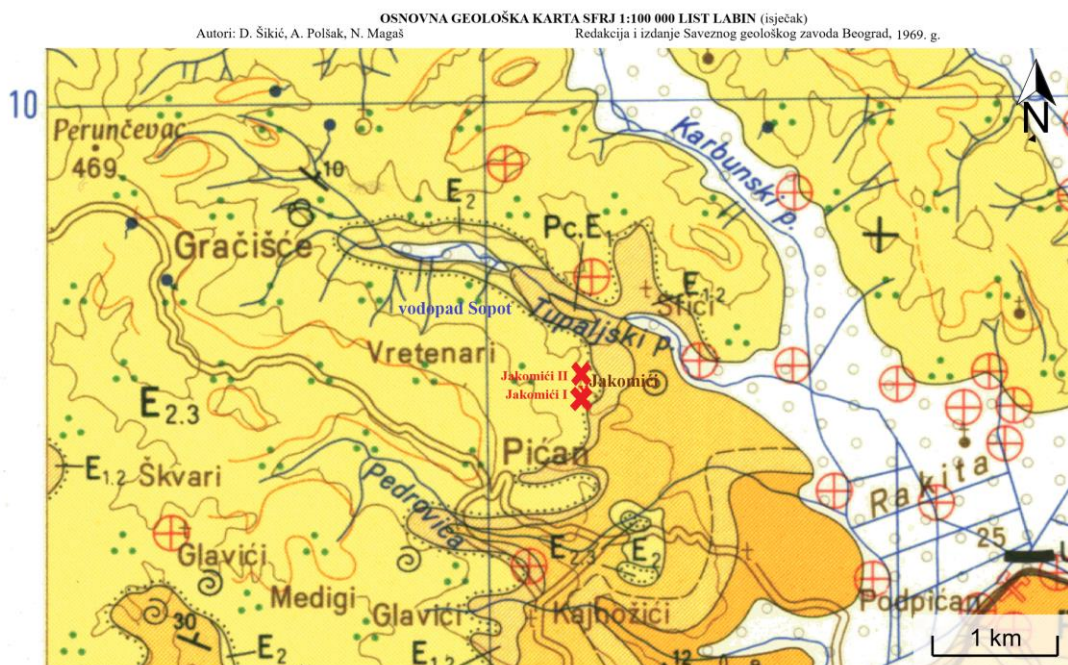 OSNOVNA GEOLOŠKA KARTA SFRJ 1:100 000 LIST LABIN (isječak)
Autori: D. Šikić, A. Polšak, N. Magaš
Redakcija i izdanje Saveznog geološkog zavoda Beograd, 1969. g.
10
N
Perunčevac
469
Karbunski p.
10
E2
Pc.E1
Gračišće
E1.2
vodopad Sopot
Tupaljski p.
Vretenari
Jakomići II
Jakomići
Jakomići I
E2.3
Pićan
E1.2
Škvari
Pedrovica
Rakita
25
Glavići
E2.3
E2
Medigi
Glavići
Kajhožići
Podpićan
30
E2
E1.2
12
1 km